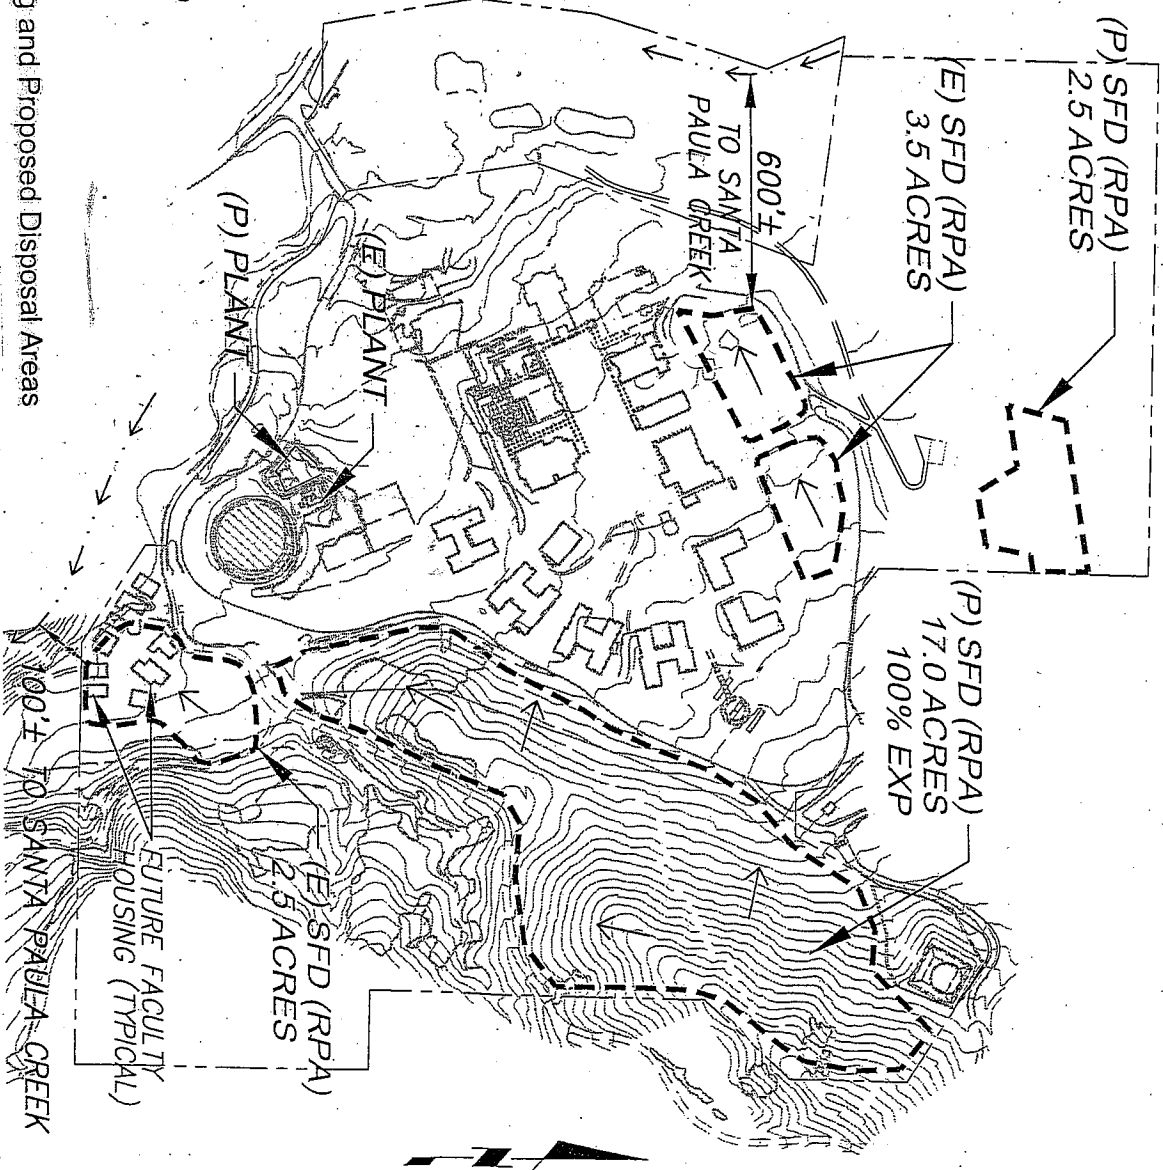 (P) SFD (RPA)
2.5 ACRES
(E) SFD (RPA)
3.5 ACRES
600'±
TO SANTA
PAULA CREEK
(P) SFD (RPA)
17.0 ACRES
100% EXP
(E) PLANT
(P) PLANT
(E) SFD (RPA)
2.5 ACRES
FUTURE FACULTY
HOUSING (TYPICAL)
100'± TO SANTA PAULA CREEK
g and Proposed Disposal Areas